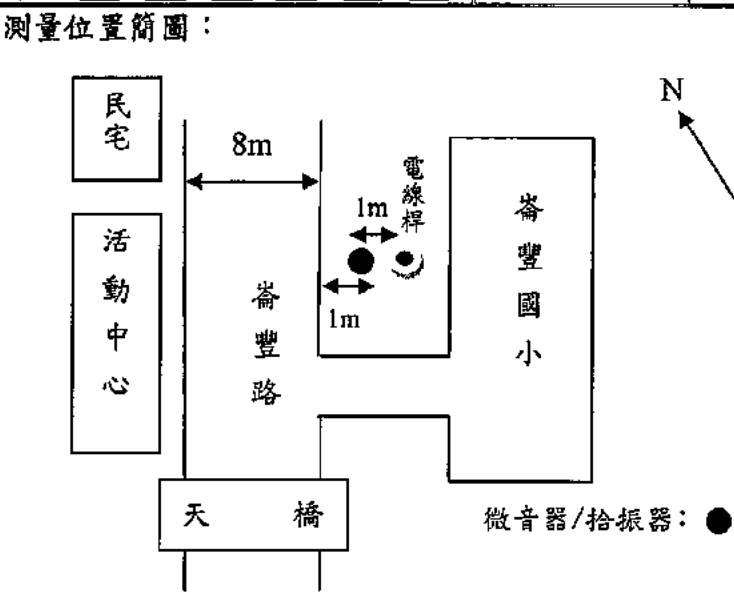 測量位置簡圖：
民宅
8m
N
電線桿
1m
活動中心
崙豐國小
1m
崙豐路
天橋
微音器/拾振器：